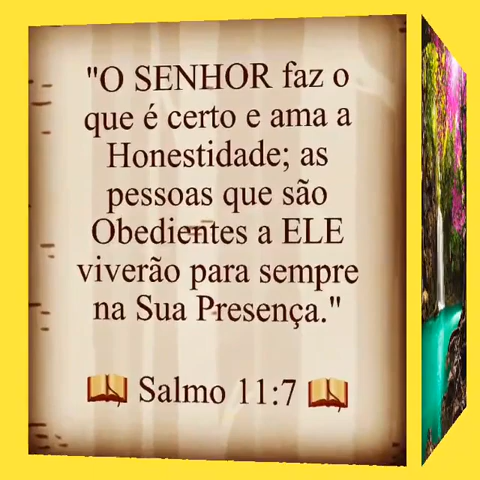 "O SENHOR faz o
que é certo e ama a
Honestidade; as
pessoas que são
Obedientes a ELE
viverão para sempre
na Sua Presença."
📖 Salmo 11:7 📖